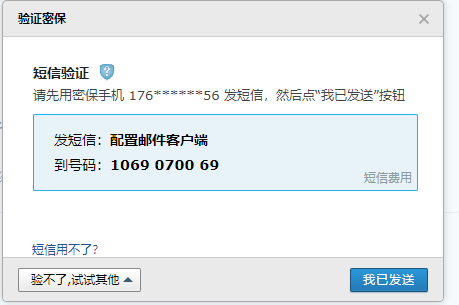 验证密保
短信验证
请先用密保手机 176******56 发短信，然后点“我已发送”按钮
发短信：配置邮件客户端
到号码：1069 0700 69
短信费用
短信用不了?
验不了,试试其他
我已发送